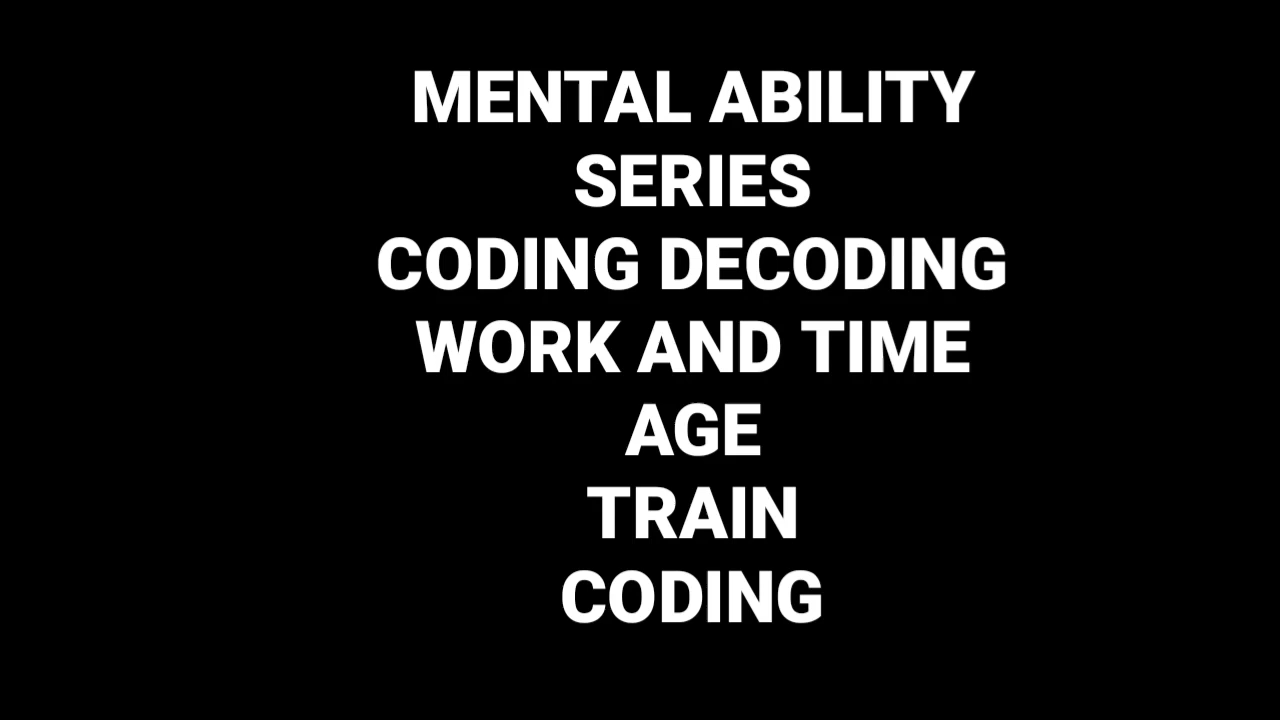 MENTAL ABILITY
SERIES
CODING DECODING
WORK AND TIME
AGE
TRAIN
CODING